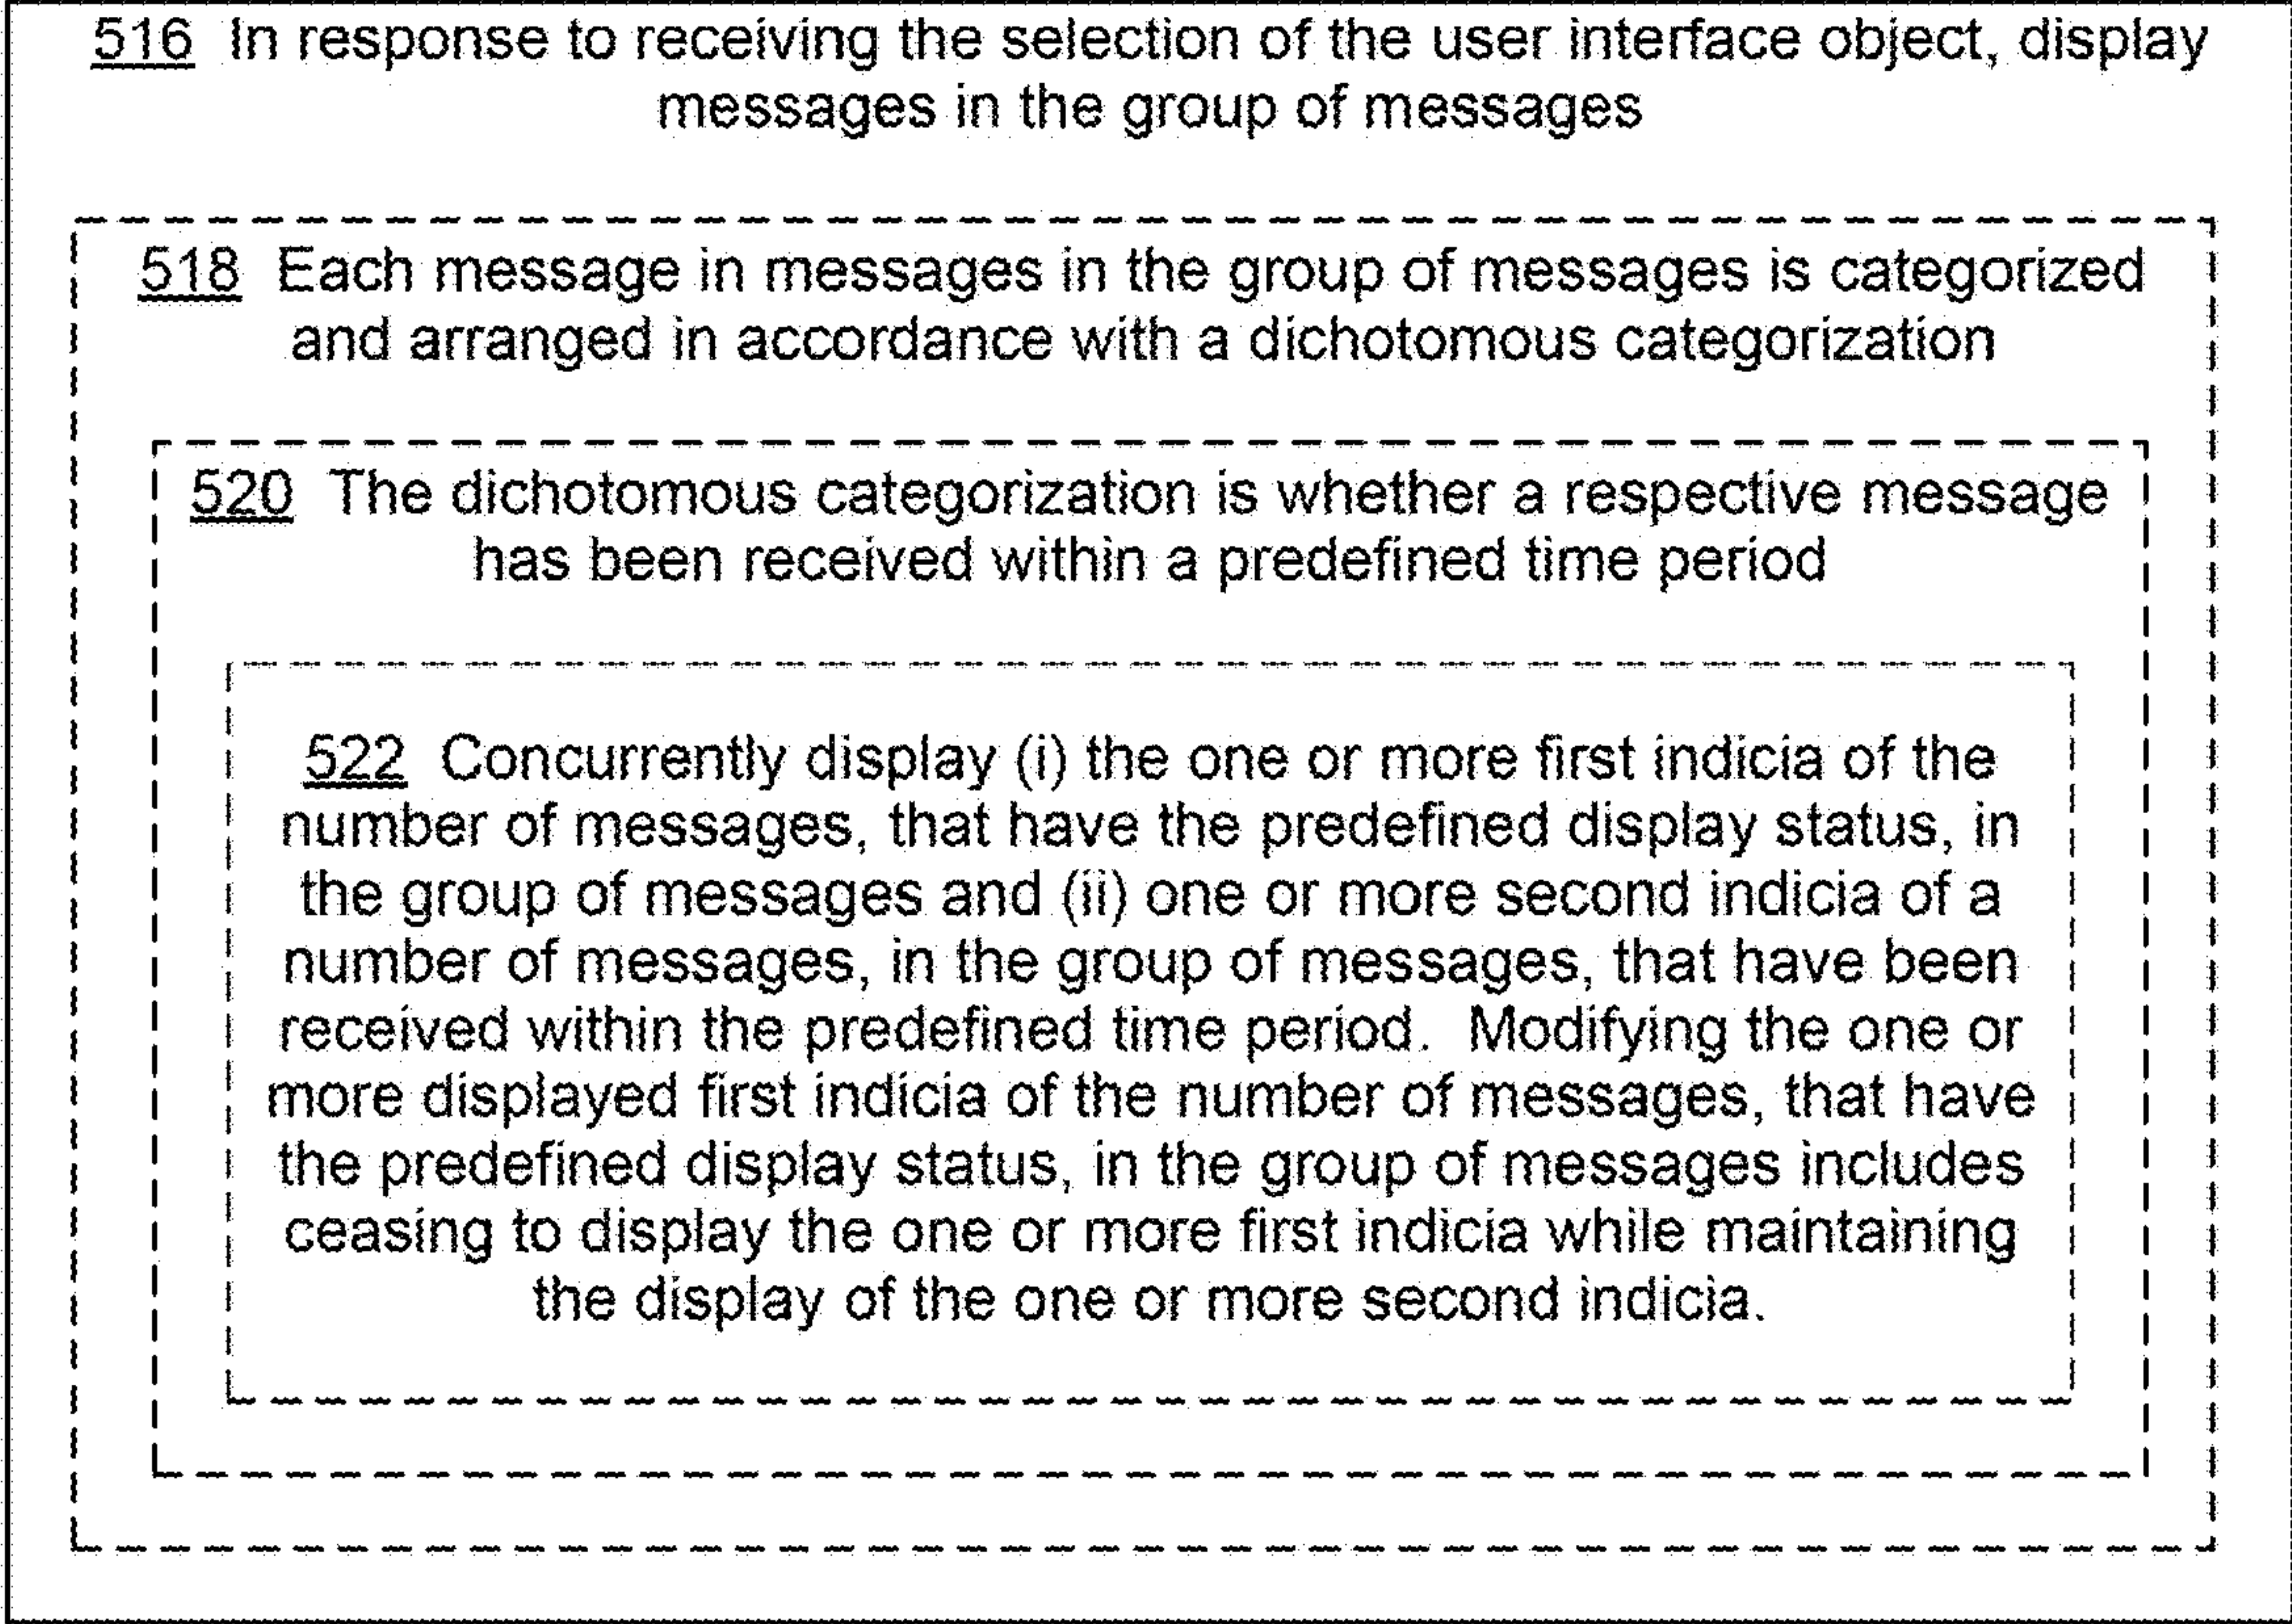 516 In response to receiving the selection of the user interface object, display
messages in the group of messages
518 Each message in messages in the group of messages is categorized
and arranged in accordance with a dichotomous categorization
520 The dichotomous categorization is whether a respective message
has been received within a predefined time period
522 Concurrently display (i) the one or more first indicia of the
number of messages, that have the predefined display status, in
the group of messages and (ii) one or more second indicia of a
number of messages, in the group of messages, that have been
received within the predefined time period. Modifying the one or
more displayed first indicia of the number of messages, that have
the predefined display status, in the group of messages includes
ceasing to display the one or more first indicia while maintaining
the display of the one or more second indicia.